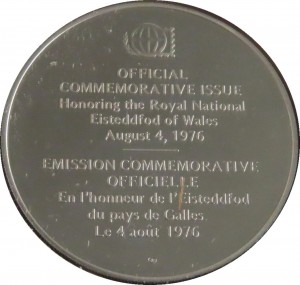 OFFICIAL
COMMEMORATIVE ISSUE
Honoring the Royal National
Eisteddfod of Wales
August 4, 1976
EMISSION COMMEMORATIVE
OFFICIELLE
En l'honneur de l'Eisteddfod
du pays de Galles
Le 4 août 1976